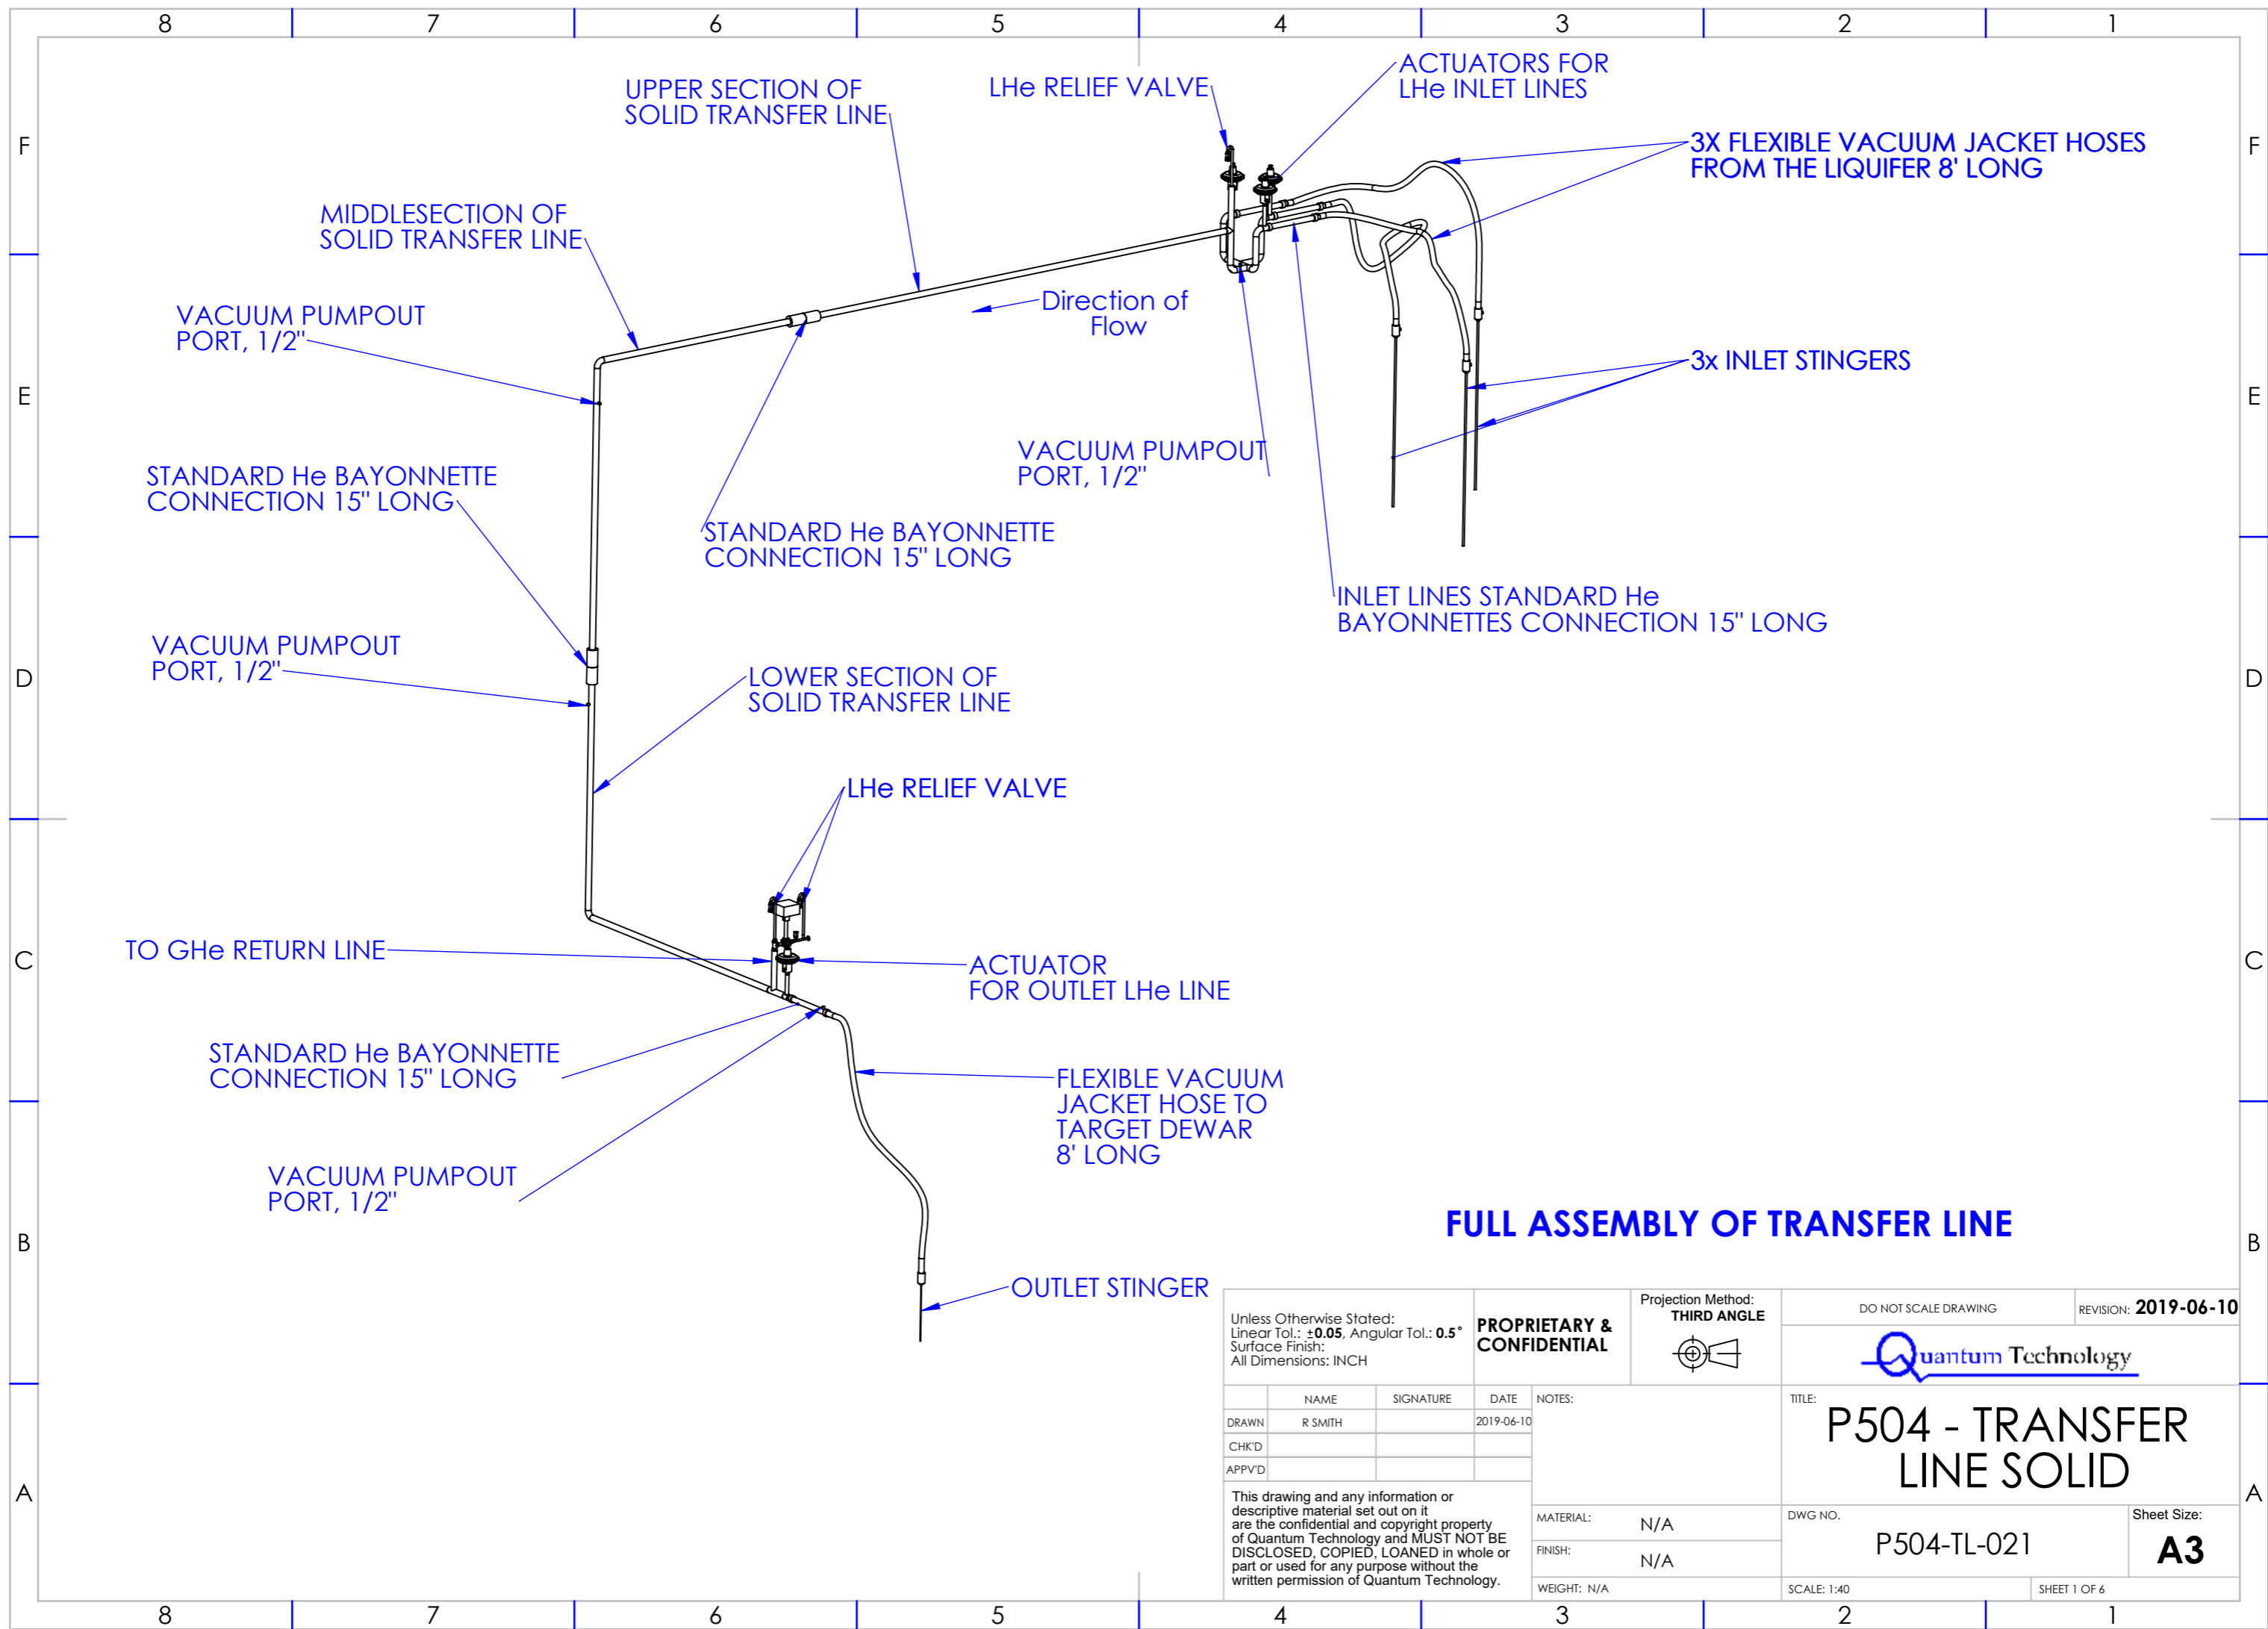 8 7 6 5 4 3 2 1
F
E
D
C
B
A
F
E
D
C
B
A
UPPER SECTION OF
SOLID TRANSFER LINE
LHe RELIEF VALVE
ACTUATORS FOR
LHe INLET LINES
3X FLEXIBLE VACUUM JACKET HOSES
FROM THE LIQUIFER 8' LONG
MIDDLESECTION OF
SOLID TRANSFER LINE
VACUUM PUMPOUT
PORT, 1/2"
Direction of
Flow
3x INLET STINGERS
VACUUM PUMPOUT
PORT, 1/2"
STANDARD He BAYONNETTE
CONNECTION 15" LONG
STANDARD He BAYONNETTE
CONNECTION 15" LONG
INLET LINES STANDARD He
BAYONNETTES CONNECTION 15" LONG
VACUUM PUMPOUT
PORT, 1/2"
LOWER SECTION OF
SOLID TRANSFER LINE
LHe RELIEF VALVE
TO GHe RETURN LINE
ACTUATOR
FOR OUTLET LHe LINE
STANDARD He BAYONNETTE
CONNECTION 15" LONG
FLEXIBLE VACUUM
JACKET HOSE TO
TARGET DEWAR
8' LONG
VACUUM PUMPOUT
PORT, 1/2"
OUTLET STINGER
FULL ASSEMBLY OF TRANSFER LINE
Unless Otherwise Stated:
Linear Tol.: ±0.05, Angular Tol.: 0.5°
Surface Finish:
All Dimensions: INCH
PROPRIETARY &
CONFIDENTIAL
Projection Method:
THIRD ANGLE
DO NOT SCALE DRAWING
REVISION: 2019-06-10
Quantum Technology
NAME SIGNATURE DATE
DRAWN R SMITH 2019-06-10
CHK'D
APPV'D
NOTES:
TITLE:
P504 - TRANSFER
LINE SOLID
This drawing and any information or
descriptive material set out on it
are the confidential and copyright property
of Quantum Technology and MUST NOT BE
DISCLOSED, COPIED, LOANED in whole or
part or used for any purpose without the
written permission of Quantum Technology.
MATERIAL: N/A
FINISH: N/A
WEIGHT: N/A
DWG NO.
P504-TL-021
Sheet Size:
A3
SCALE: 1:40
SHEET 1 OF 6
8 7 6 5 4 3 2 1